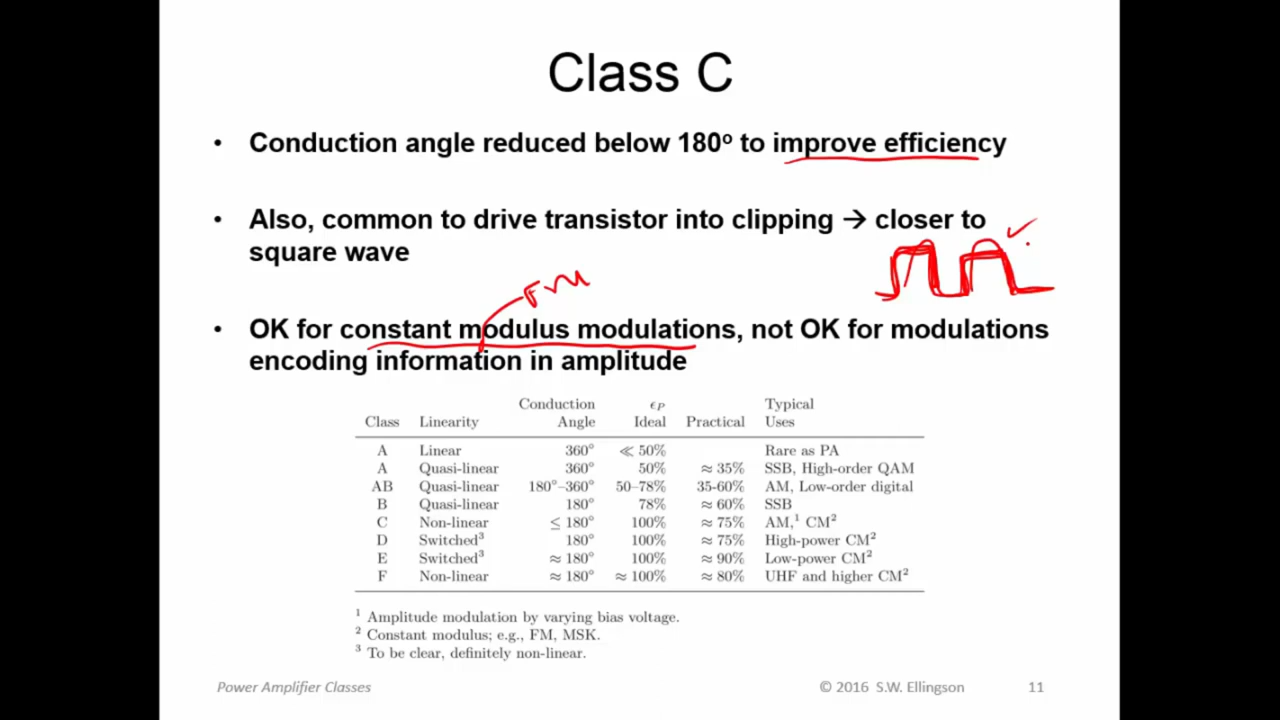 Class C
• Conduction angle reduced below 180º to improve efficiency
• Also, common to drive transistor into clipping → closer to
square wave
FM
• OK for constant modulus modulations, not OK for modulations
encoding information in amplitude
Conduction ϵP Typical
Class Linearity Angle Ideal Practical Uses
A Linear 360° ≪ 50% Rare as PA
A Quasi-linear 360° 50% ≈ 35% SSB, High-order QAM
AB Quasi-linear 180°–360° 50–78% 35-60% AM, Low-order digital
B Quasi-linear 180° 78% ≈ 60% SSB
C Non-linear ≤ 180° 100% ≈ 75% AM,¹ CM²
D Switched³ 180° 100% ≈ 75% High-power CM²
E Switched³ ≈ 180° 100% ≈ 90% Low-power CM²
F Non-linear ≈ 180° ≈ 100% ≈ 80% UHF and higher CM²
¹ Amplitude modulation by varying bias voltage.
² Constant modulus; e.g., FM, MSK.
³ To be clear, definitely non-linear.
Power Amplifier Classes © 2016 S.W. Ellingson 11